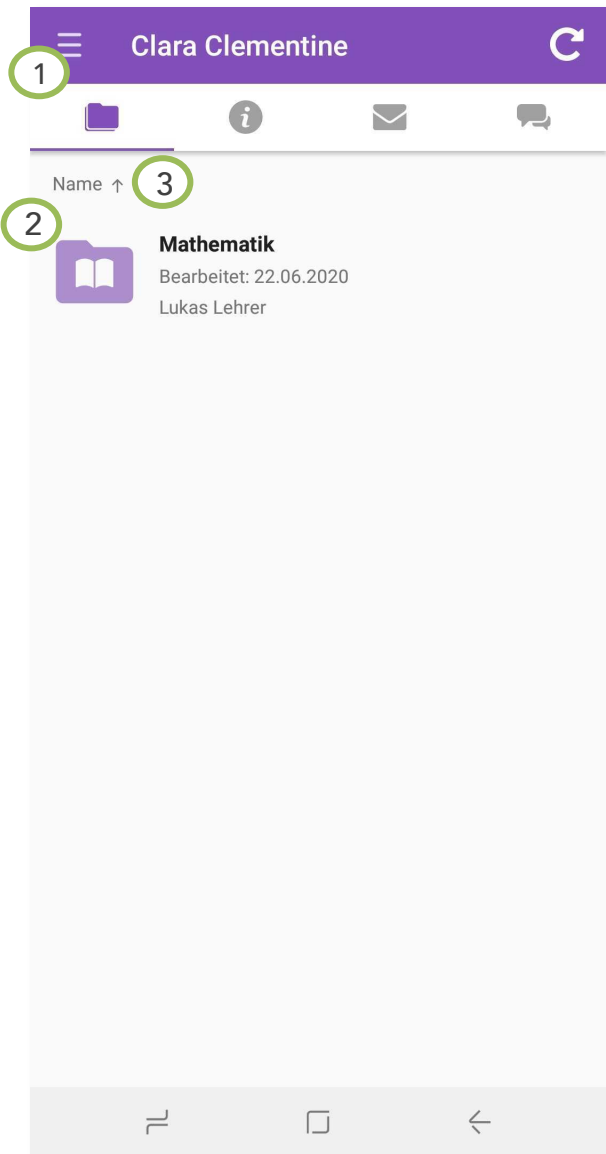 Clara Clementine
1
Name ↑ 3
2
Mathematik
Bearbeitet: 22.06.2020
Lukas Lehrer